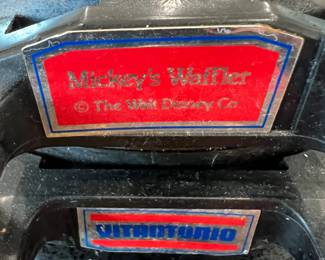 Mickey's Waffler
© The Walt Disney Co.
VITANTONIO